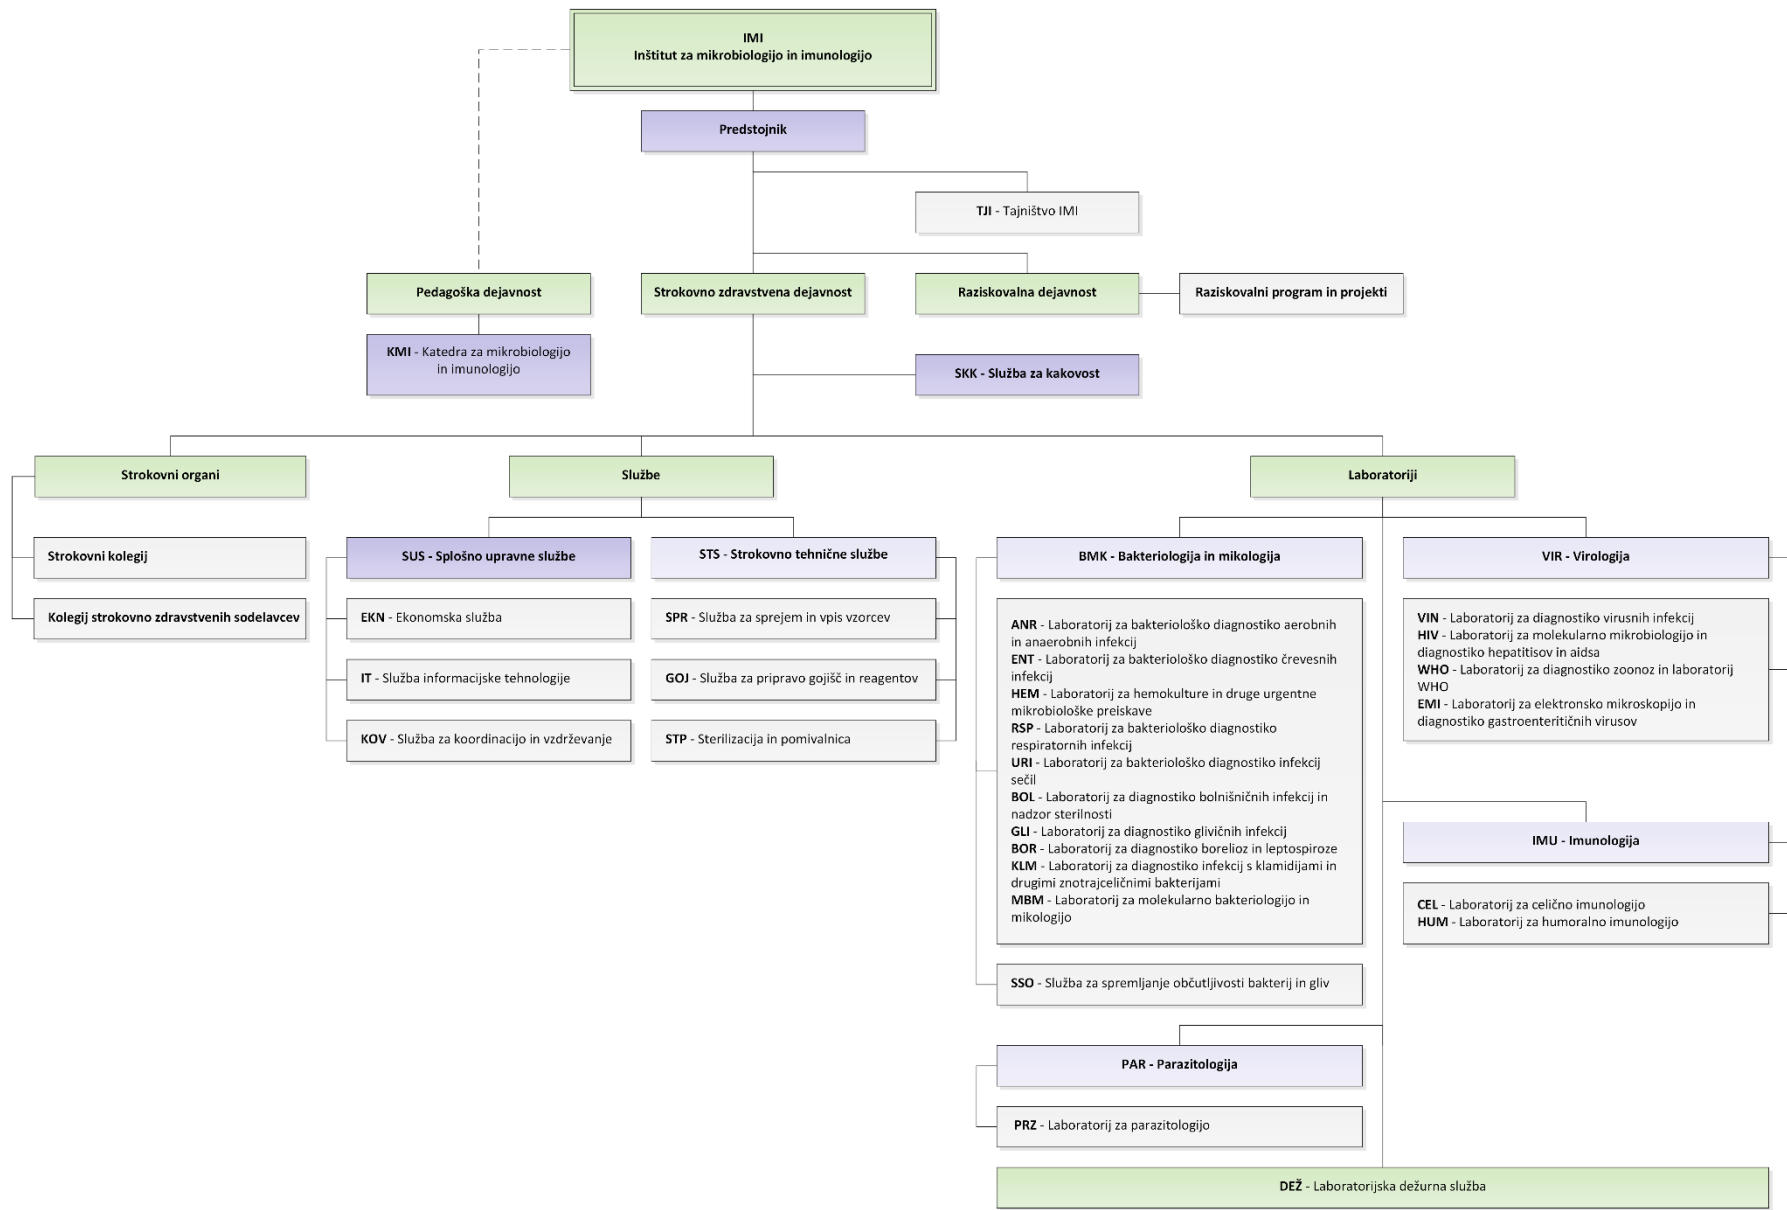 IMI
Inštitut za mikrobiologijo in imunologijo
Predstojnik
TJI - Tajništvo IMI
Pedagoška dejavnost
Strokovno zdravstvena dejavnost
Raziskovalna dejavnost
Raziskovalni program in projekti
KMI - Katedra za mikrobiologijo
in imunologijo
SKK - Služba za kakovost
Strokovni organi
Službe
Laboratoriji
Strokovni kolegij
Kolegij strokovno zdravstvenih sodelavcev
SUS - Splošno upravne službe
EKN - Ekonomska služba
IT - Služba informacijske tehnologije
KOV - Služba za koordinacijo in vzdrževanje
STS - Strokovno tehnične službe
SPR - Služba za sprejem in vpis vzorcev
GOJ - Služba za pripravo gojišč in reagentov
STP - Sterilizacija in pomivalnica
BMK - Bakteriologija in mikologija
ANR - Laboratorij za bakteriološko diagnostiko aerobnih
in anaerobnih infekcij
ENT - Laboratorij za bakteriološko diagnostiko črevesnih
infekcij
HEM - Laboratorij za hemokulture in druge urgentne
mikrobiološke preiskave
RSP - Laboratorij za bakteriološko diagnostiko
respiratornih infekcij
URI - Laboratorij za bakteriološko diagnostiko infekcij
sečil
BOL - Laboratorij za diagnostiko bolnišničnih infekcij in
nadzor sterilnosti
GLI - Laboratorij za diagnostiko glivičnih infekcij
BOR - Laboratorij za diagnostiko borelioz in leptospiroze
KLM - Laboratorij za diagnostiko infekcij s klamidijami in
drugimi znotrajceličnimi bakterijami
MBM - Laboratorij za molekularno bakteriologijo in
mikologijo
SSO - Služba za spremljanje občutljivosti bakterij in gliv
VIR - Virologija
VIN - Laboratorij za diagnostiko virusnih infekcij
HIV - Laboratorij za molekularno mikrobiologijo in
diagnostiko hepatitisov in aidsa
WHO - Laboratorij za diagnostiko zoonoz in laboratorij
WHO
EMI - Laboratorij za elektronsko mikroskopijo in
diagnostiko gastroenteritičnih virusov
IMU - Imunologija
CEL - Laboratorij za celično imunologijo
HUM - Laboratorij za humoralno imunologijo
PAR - Parazitologija
PRZ - Laboratorij za parazitologijo
DEŽ - Laboratorijska dežurna služba